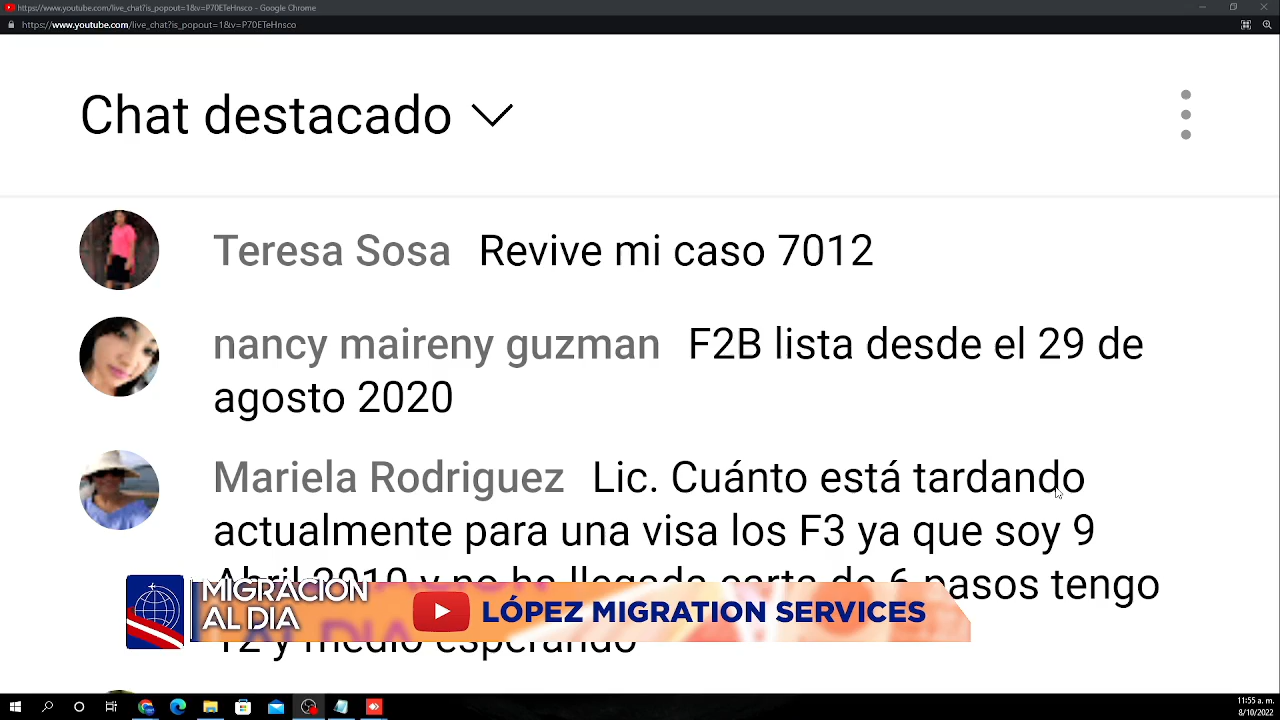 https://www.youtube.com/live_chat?is_popout=1&v=P70ETeHnsco - Google Chrome
https://www.youtube.com/live_chat?is_popout=1&v=P70ETeHnsco
Chat destacado
Teresa Sosa Revive mi caso 7012
nancy maireny guzman F2B lista desde el 29 de
agosto 2020
Mariela Rodriguez Lic. Cuánto está tardando
actualmente para una visa los F3 ya que soy 9
Abril 2010 y no ha llegado carta de 6 pasos tengo
12 y medio esperando
MIGRACIÓN
AL DIA
LÓPEZ MIGRATION SERVICES
11:55 a. m.
8/10/2022